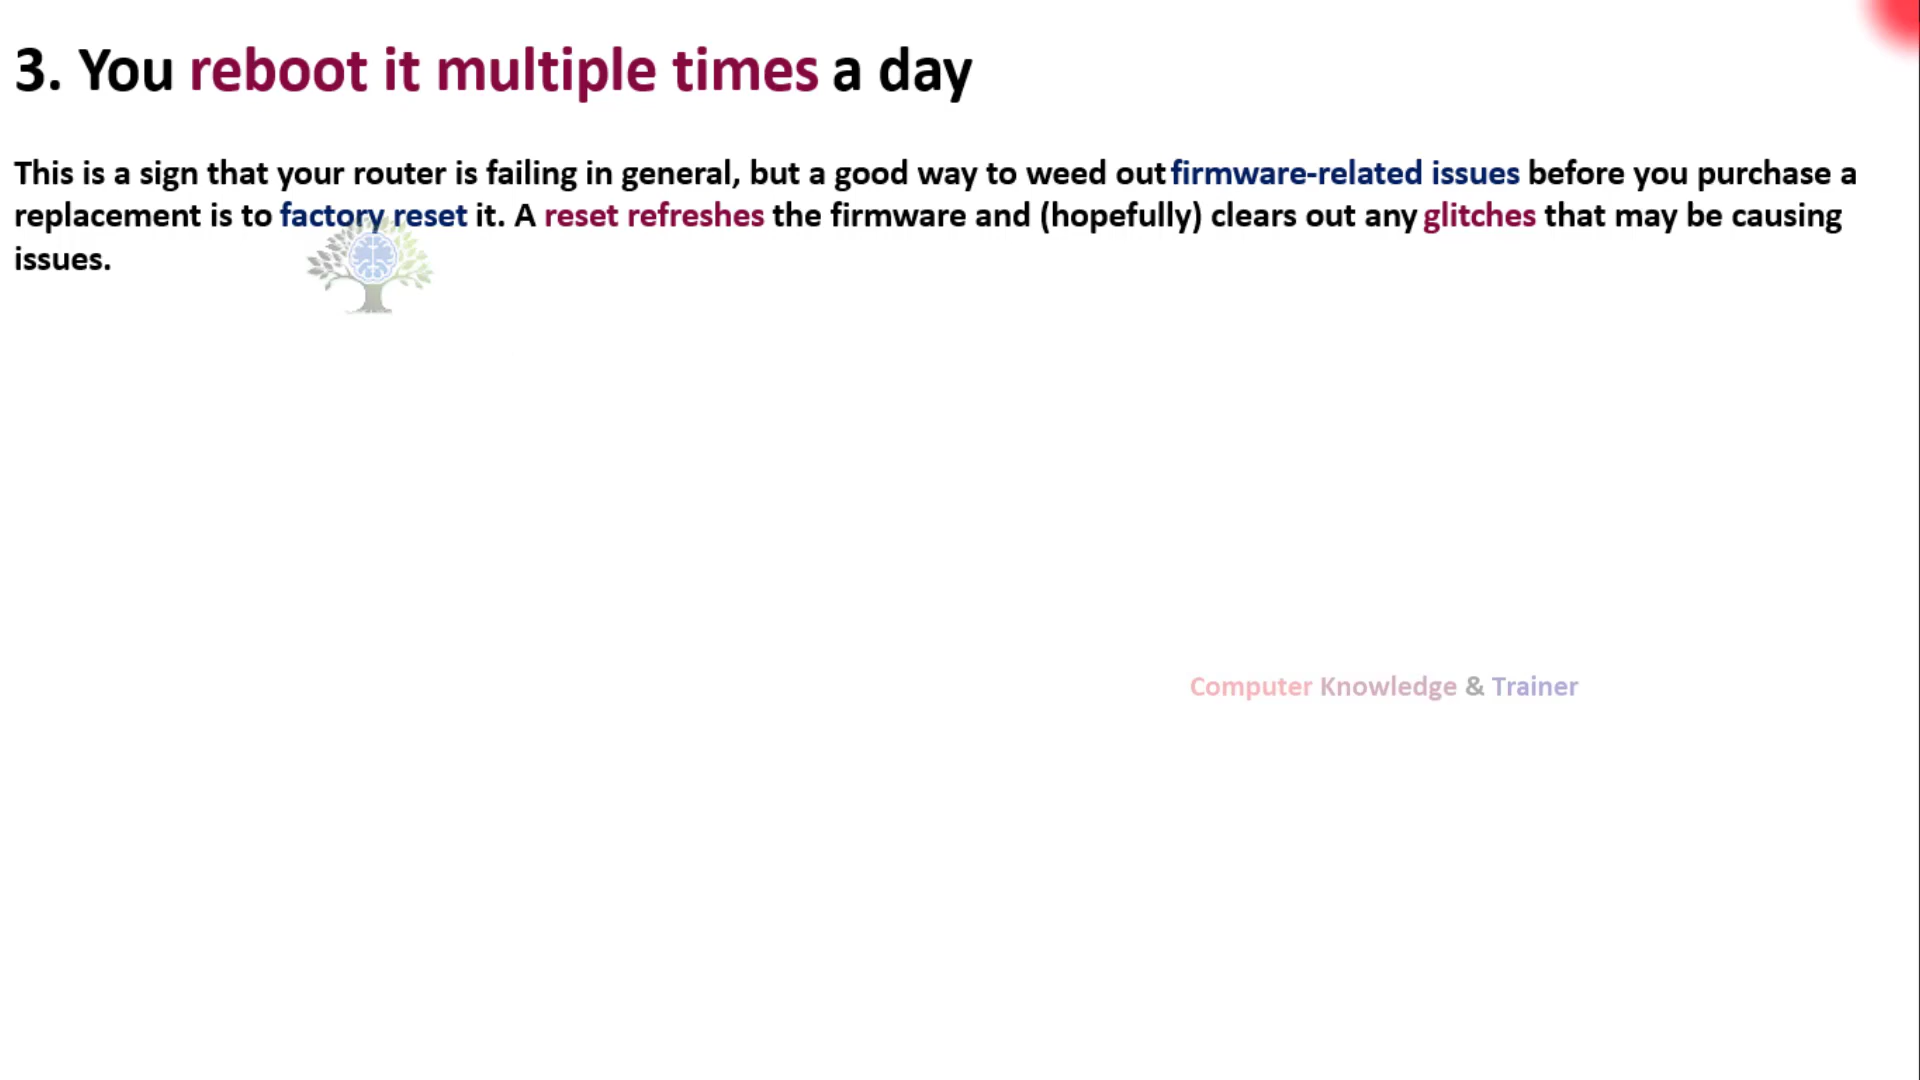 3. You reboot it multiple times a day
This is a sign that your router is failing in general, but a good way to weed out firmware-related issues before you purchase a
replacement is to factory reset it. A reset refreshes the firmware and (hopefully) clears out any glitches that may be causing
issues.
Computer Knowledge & Trainer